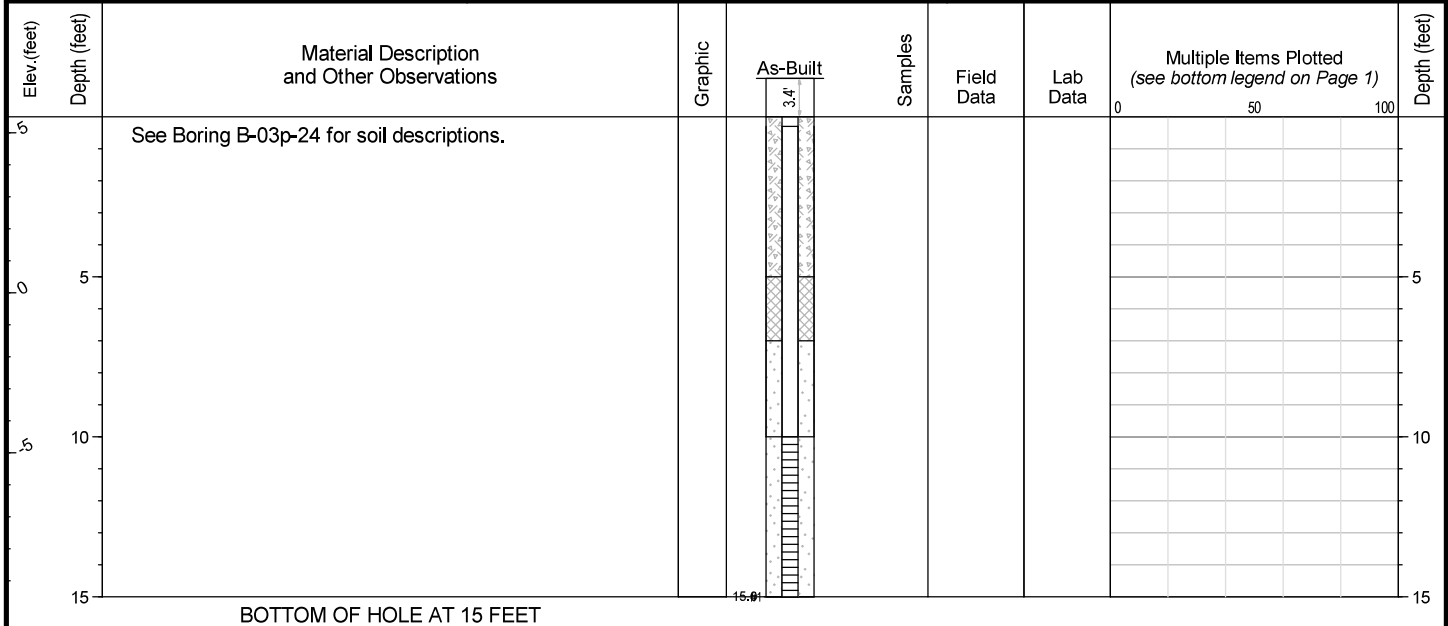 Elev.(feet)
Depth (feet)
Material Description
and Other Observations
Graphic
As-Built
3.4'
Samples
Field
Data
Lab
Data
Multiple Items Plotted
(see bottom legend on Page 1)
0 50 100
Depth (feet)
5
See Boring B-03p-24 for soil descriptions.
5
0
5
10
-5
10
15
15
BOTTOM OF HOLE AT 15 FEET